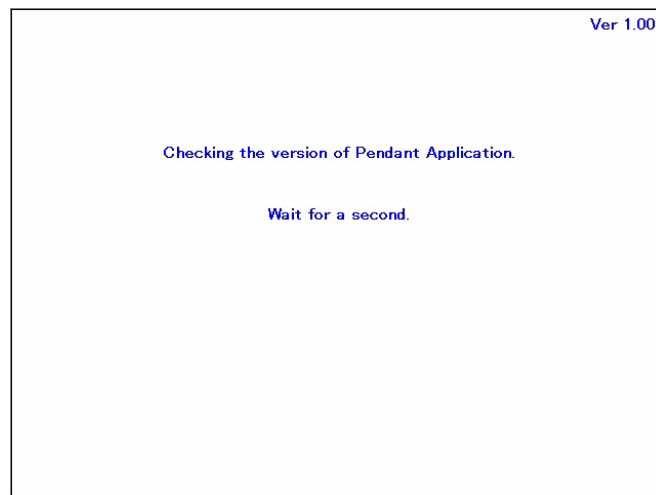 Ver 1.00
Checking the version of Pendant Application.
Wait for a second.